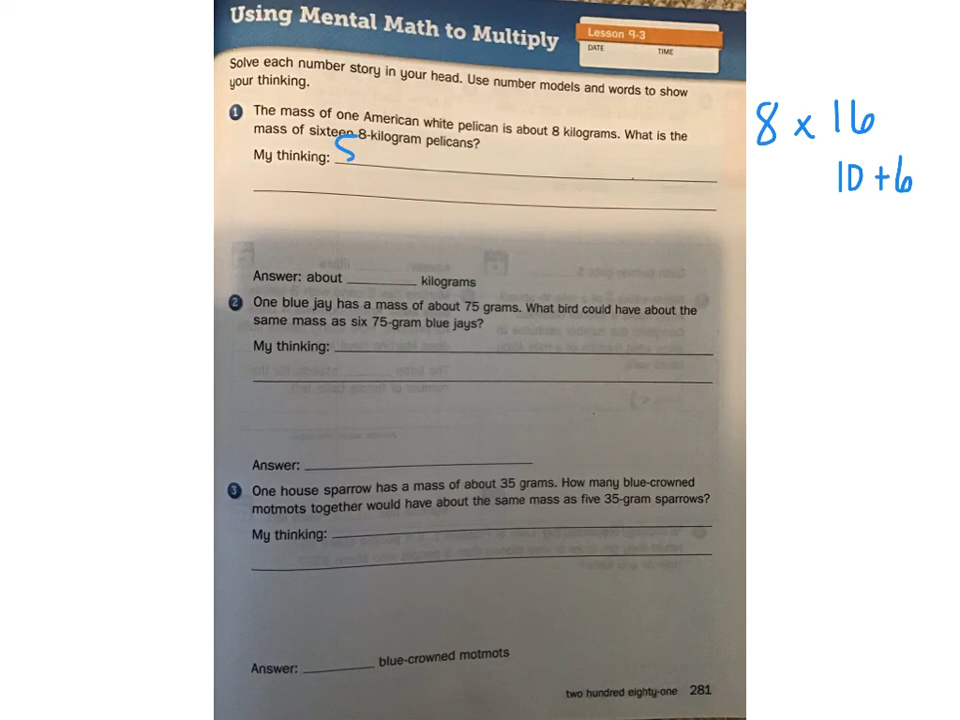 Using Mental Math to Multiply
Lesson 9-3
DATE TIME
Solve each number story in your head. Use number models and words to show
your thinking.
1 The mass of one American white pelican is about 8 kilograms. What is the
mass of sixteen 8-kilogram pelicans?
My thinking: S
Answer: about ________ kilograms
2 One blue jay has a mass of about 75 grams. What bird could have about the
same mass as six 75-gram blue jays?
My thinking:
Answer:
3 One house sparrow has a mass of about 35 grams. How many blue-crowned
motmots together would have about the same mass as five 35-gram sparrows?
My thinking:
Answer: ________ blue-crowned motmots
two hundred eighty-one 281
8 x 16
10 + 6